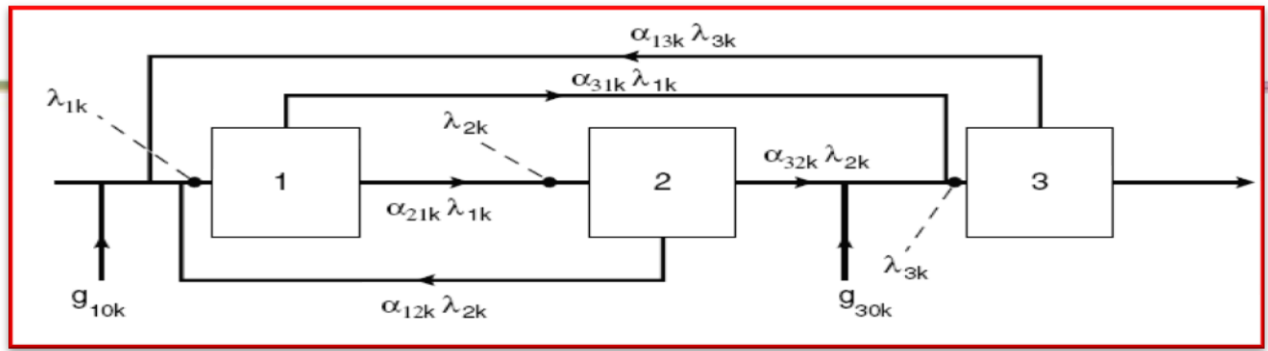 α₁₃ₖ λ₃ₖ
α₃₁ₖ λ₁ₖ
λ₁ₖ
λ₂ₖ
α₃₂ₖ λ₂ₖ
1
2
3
α₂₁ₖ λ₁ₖ
λ₃ₖ
g₁₀ₖ
α₁₂ₖ λ₂ₖ
g₃₀ₖ